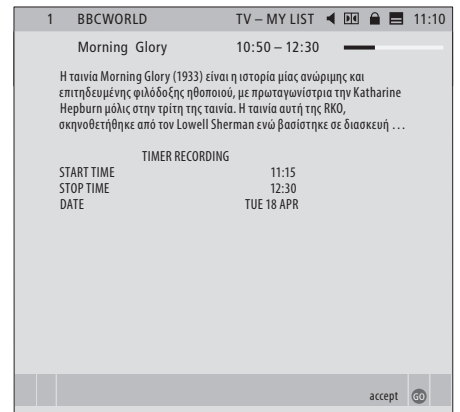 1 BBCWORLD TV – MY LIST 11:10
Morning Glory 10:50 – 12:30
Η ταινία Morning Glory (1933) είναι η ιστορία μίας ανώριμης και
επιτηδευμένης φιλόδοξης ηθοποιού, με πρωταγωνίστρια την Katharine
Hepburn μόλις στην τρίτη της ταινία. Η ταινία αυτή της RKO,
σκηνοθετήθηκε από τον Lowell Sherman ενώ βασίστηκε σε διασκευή . . .
TIMER RECORDING
START TIME 11:15
STOP TIME 12:30
DATE TUE 18 APR
accept GO